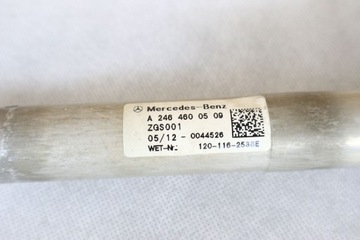 Mercedes-Benz
A 246 460 05 09
ZGS001
05/12 - 0044526
WET-Nr.: 120-116-2538E